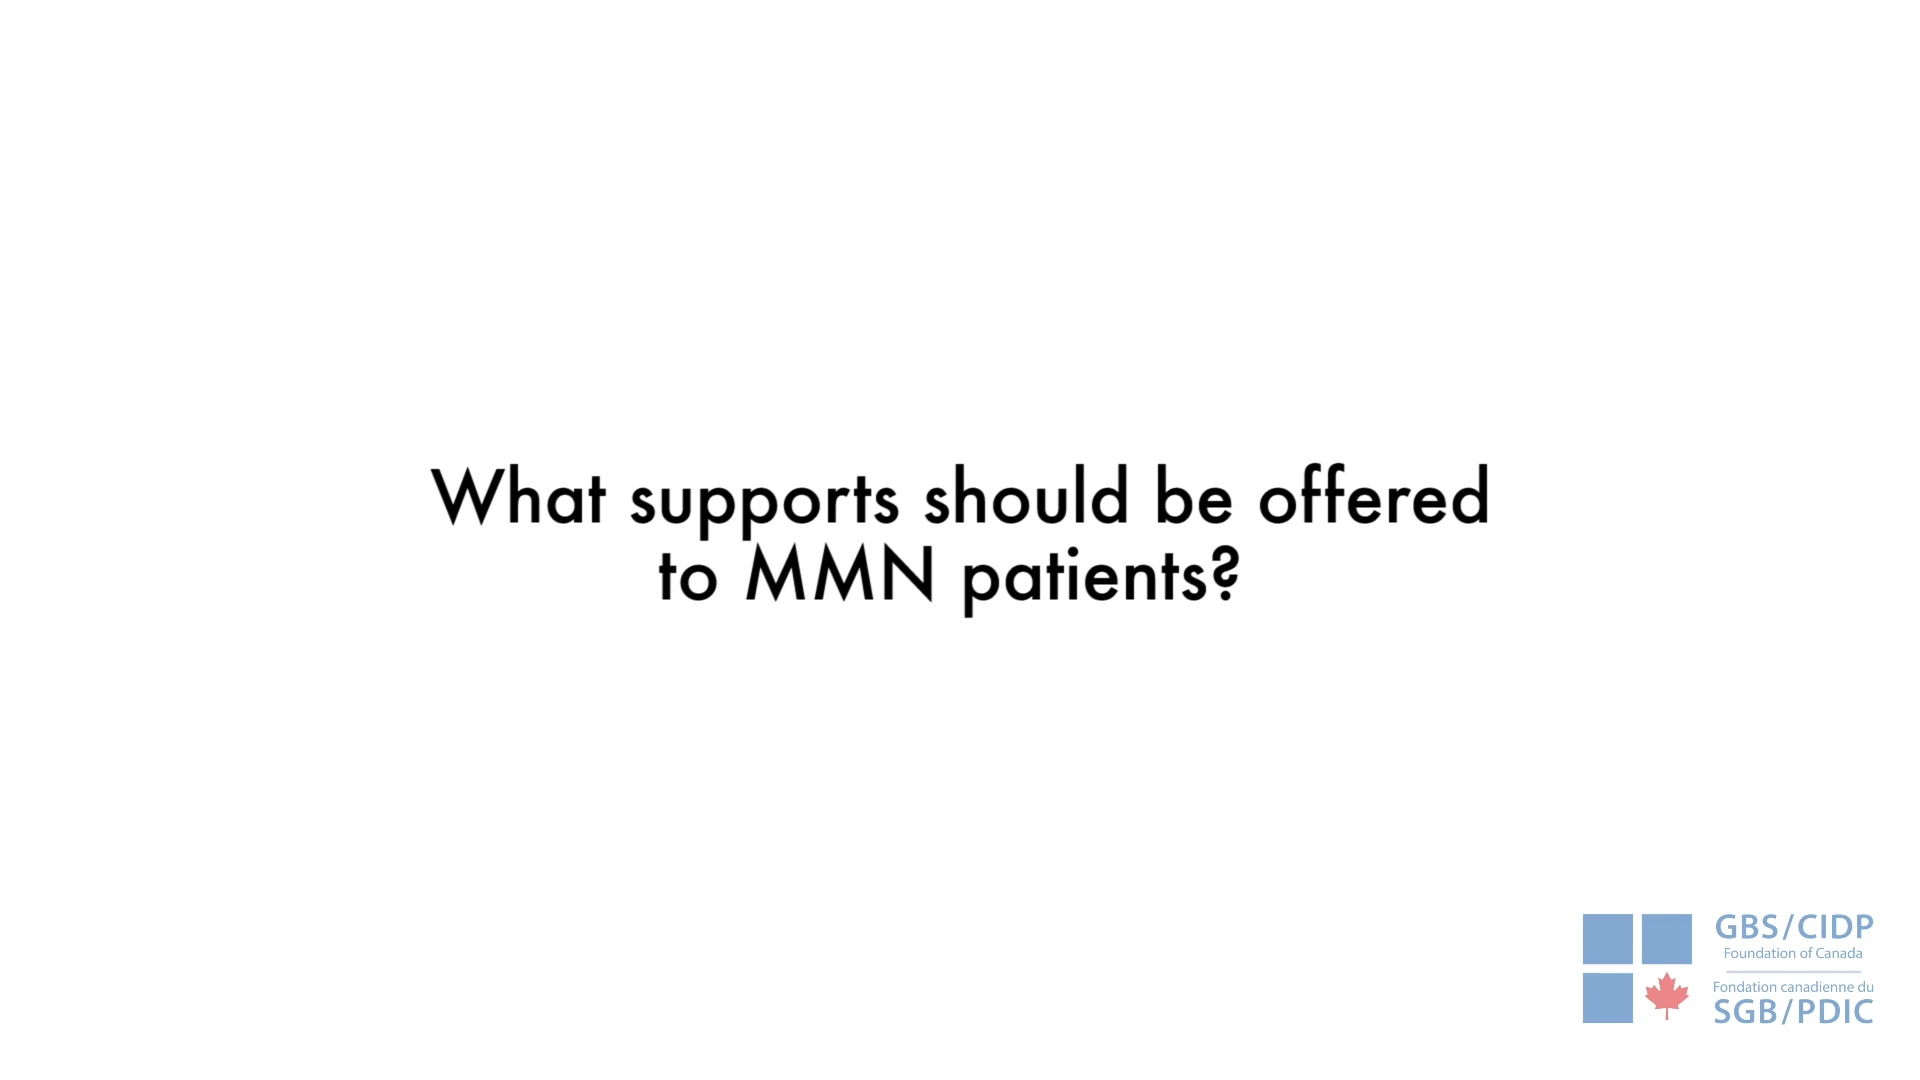 What supports should be offered
to MMN patients?
GBS/CIDP
Foundation of Canada
Fondation canadienne du
SGB/PDIC